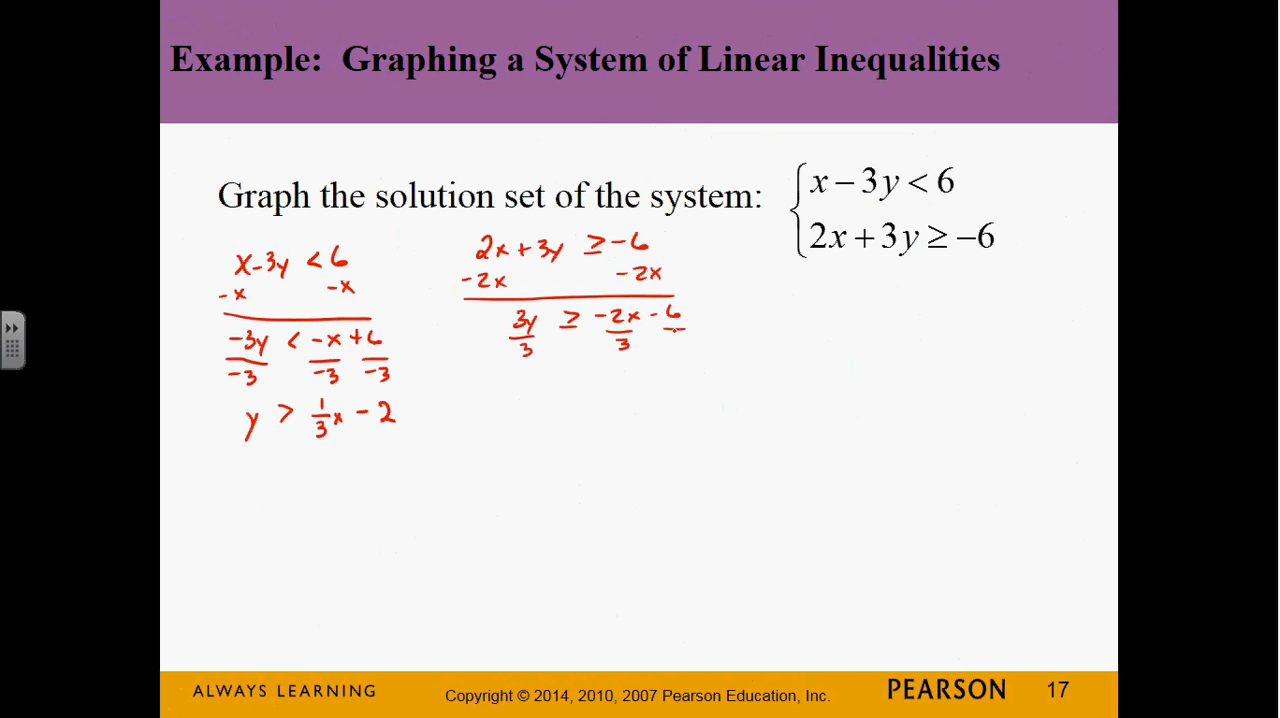 Example: Graphing a System of Linear Inequalities
Graph the solution set of the system:
x − 3y < 6
2x + 3y ≥ −6
x - 3y < 6
-x -x
-3y < -x + 6
-3 -3 -3
y > 1/3 x - 2
2x + 3y ≥ -6
-2x -2x
3y ≥ -2x - 6
3 3
ALWAYS LEARNING
Copyright © 2014, 2010, 2007 Pearson Education, Inc.
PEARSON
17